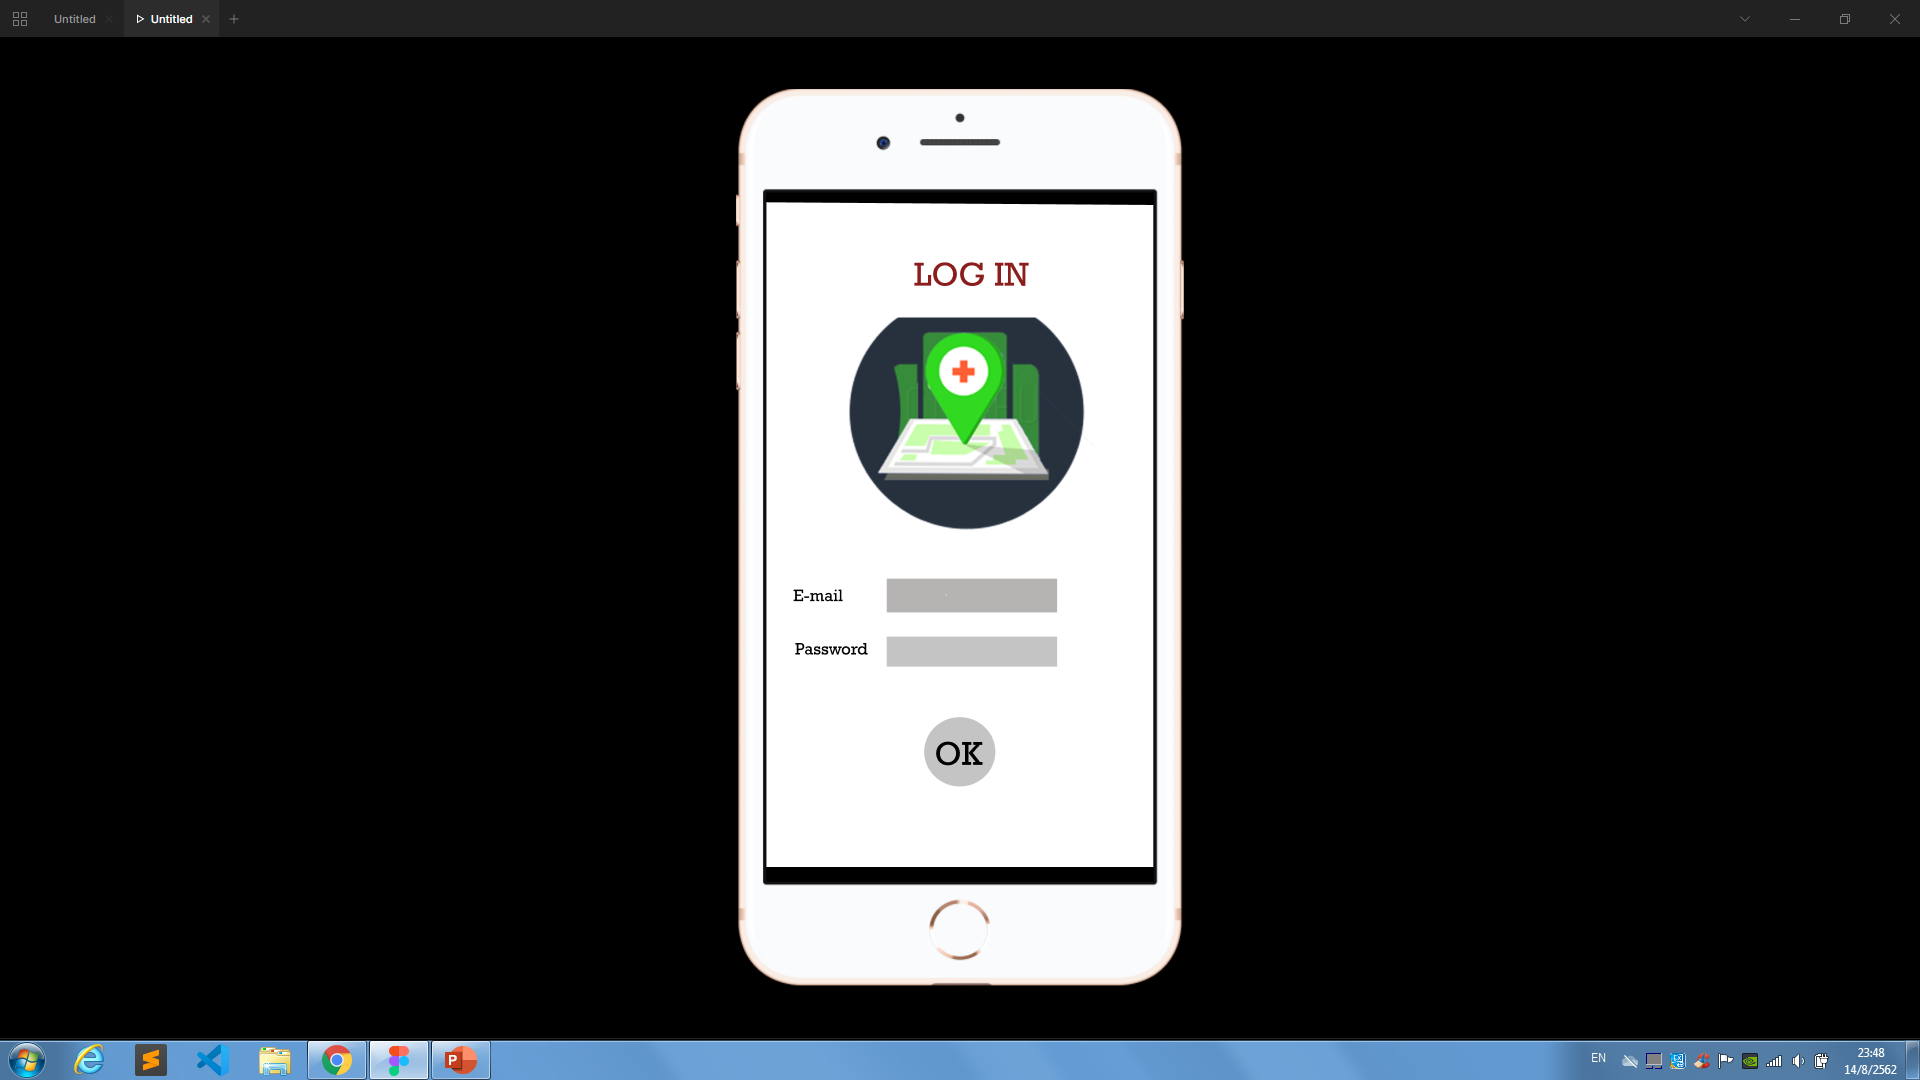 Untitled
Untitled
LOG IN
E-mail
Password
OK
EN
23:48
14/8/2562